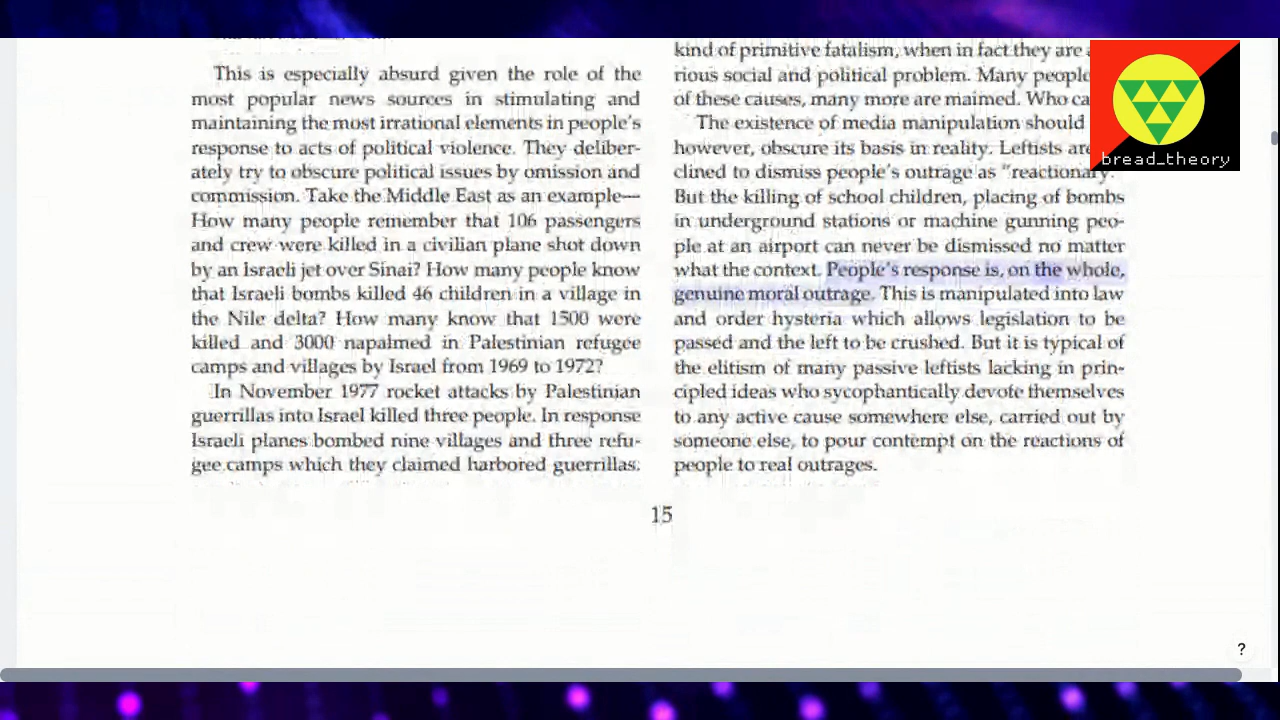 This is especially absurd given the role of the
most popular news sources in stimulating and
maintaining the most irrational elements in people's
response to acts of political violence. They deliber-
ately try to obscure political issues by omission and
commission. Take the Middle East as an example—
How many people remember that 106 passengers
and crew were killed in a civilian plane shot down
by an Israeli jet over Sinai? How many people know
that Israeli bombs killed 46 children in a village in
the Nile delta? How many know that 1500 were
killed and 3000 napalmed in Palestinian refugee
camps and villages by Israel from 1969 to 1972?
In November 1977 rocket attacks by Palestinian
guerrillas into Israel killed three people. In response
Israeli planes bombed nine villages and three refu-
gee camps which they claimed harbored guerrillas.
kind of primitive fatalism, when in fact they are
rious social and political problem. Many people
of these causes, many more are maimed. Who
The existence of media manipulation should
however, obscure its basis in reality. Leftists are
clined to dismiss people's outrage as "reactionary."
But the killing of school children, placing of bombs
in underground stations or machine gunning peo-
ple at an airport can never be dismissed no matter
what the context. People's response is, on the whole,
genuine moral outrage. This is manipulated into law
and order hysteria which allows legislation to be
passed and the left to be crushed. But it is typical of
the elitism of many passive leftists lacking in prin-
cipled ideas who sycophantically devote themselves
to any active cause somewhere else, carried out by
someone else, to pour contempt on the reactions of
people to real outrages.
15
bread_theory
?